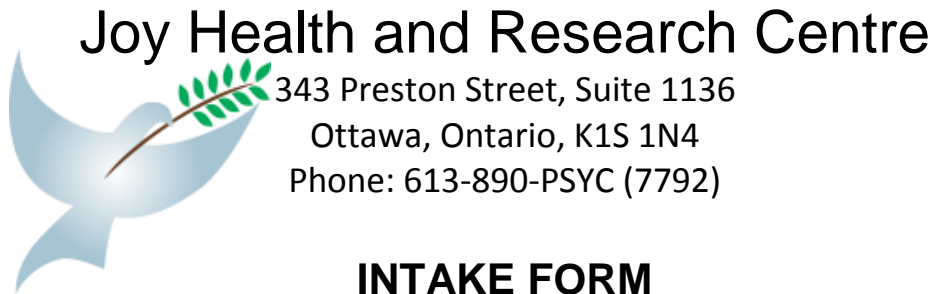 Joy Health and Research Centre
343 Preston Street, Suite 1136
Ottawa, Ontario, K1S 1N4
Phone: 613-890-PSYC (7792)
INTAKE FORM